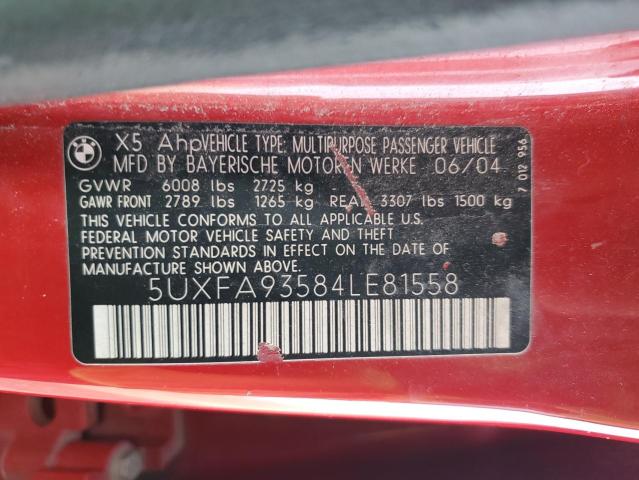 X5 Ahp VEHICLE TYPE: MULTIPURPOSE PASSENGER VEHICLE
MFD BY BAYERISCHE MOTOREN WERKE 06/04
GVWR 6008 lbs 2725 kg
GAWR FRONT 2789 lbs 1265 kg REAR 3307 lbs 1500 kg
THIS VEHICLE CONFORMS TO ALL APPLICABLE U.S.
FEDERAL MOTOR VEHICLE SAFETY AND THEFT
PREVENTION STANDARDS IN EFFECT ON THE DATE OF
MANUFACTURE SHOWN ABOVE:
5UXFA93584LE81558
7 012 956